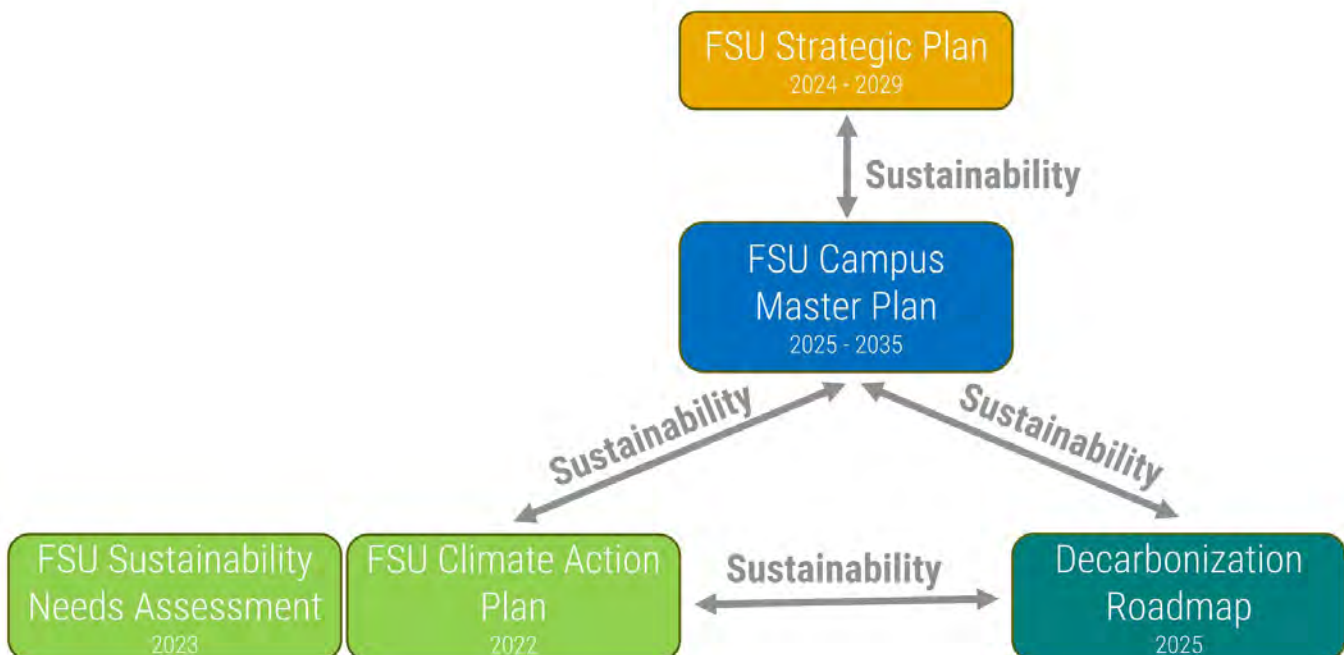 FSU Strategic Plan
2024 - 2029
Sustainability
FSU Campus
Master Plan
2025 - 2035
Sustainability
Sustainability
FSU Sustainability
Needs Assessment
2023
FSU Climate Action
Plan
2022
Sustainability
Decarbonization
Roadmap
2025